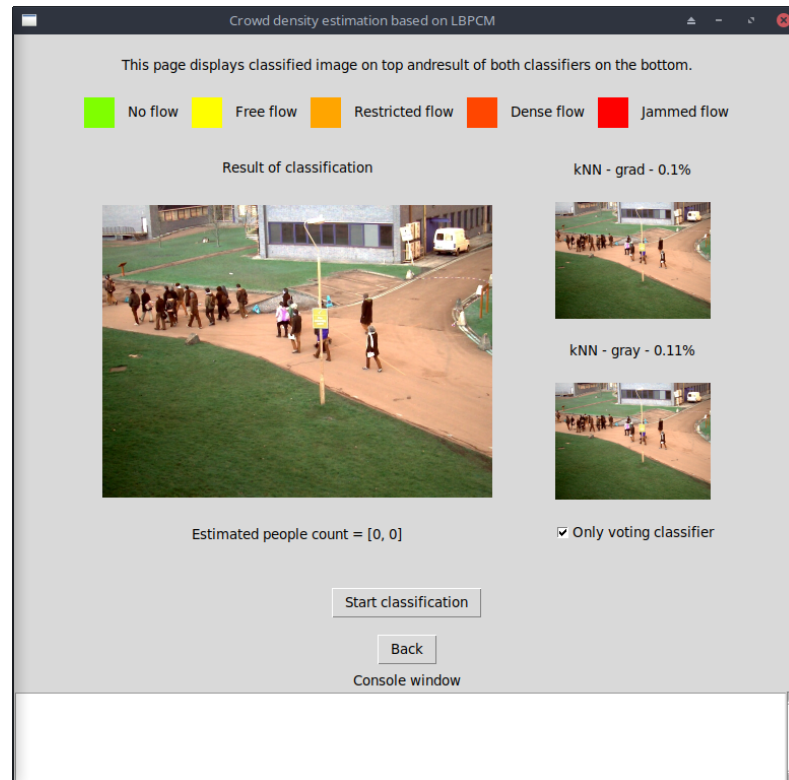 Crowd density estimation based on LBPCM
This page displays classified image on top andresult of both classifiers on the bottom.
No flow
Free flow
Restricted flow
Dense flow
Jammed flow
Result of classification
kNN - grad - 0.1%
kNN - gray - 0.11%
Estimated people count = [0, 0]
Only voting classifier
Start classification
Back
Console window